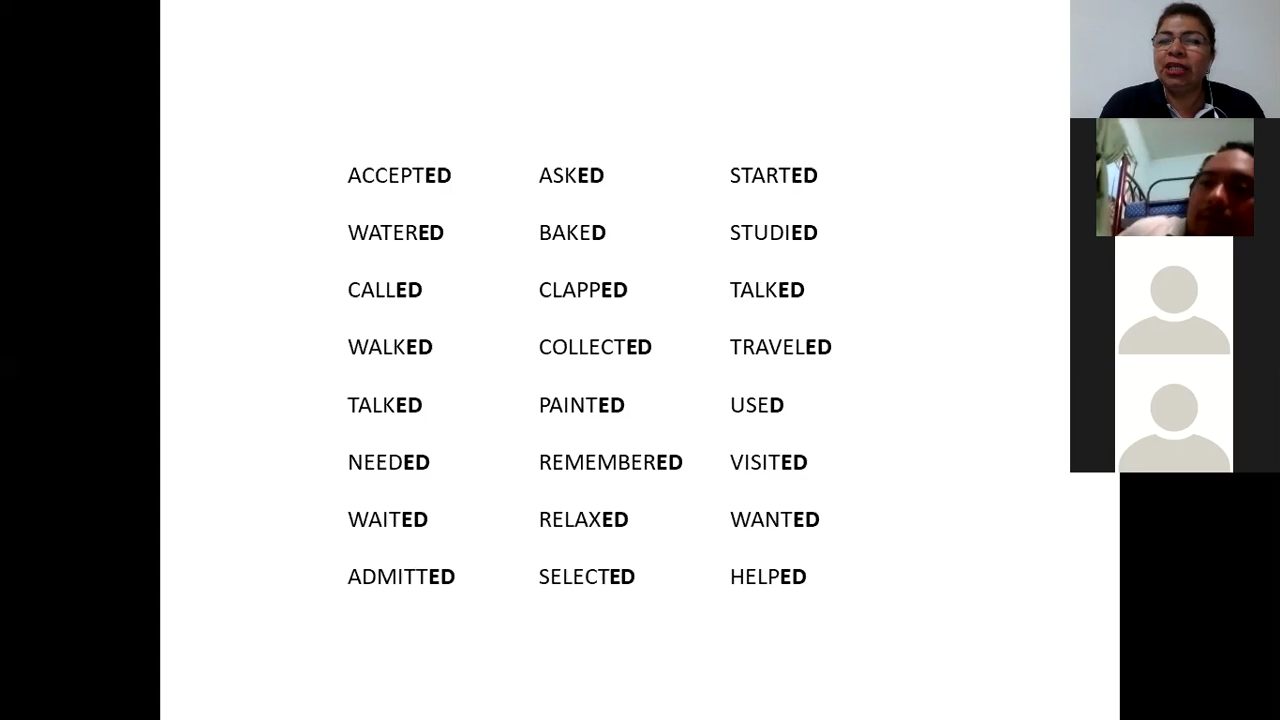 ACCEPTED ASKED STARTED
WATERED BAKED STUDIED
CALLED CLAPPED TALKED
WALKED COLLECTED TRAVELED
TALKED PAINTED USED
NEEDED REMEMBERED VISITED
WAITED RELAXED WANTED
ADMITTED SELECTED HELPED